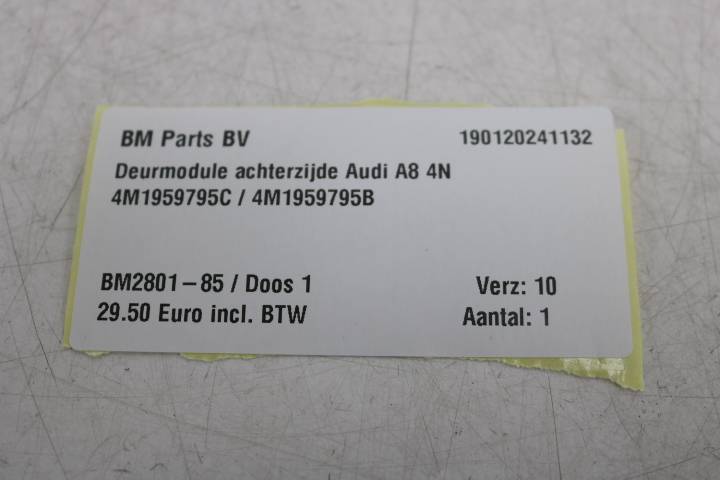 BM Parts BV 190120241132
Deurmodule achterzijde Audi A8 4N
4M1959795C / 4M1959795B
BM2801-85 / Doos 1 Verz: 10
29.50 Euro incl. BTW Aantal: 1